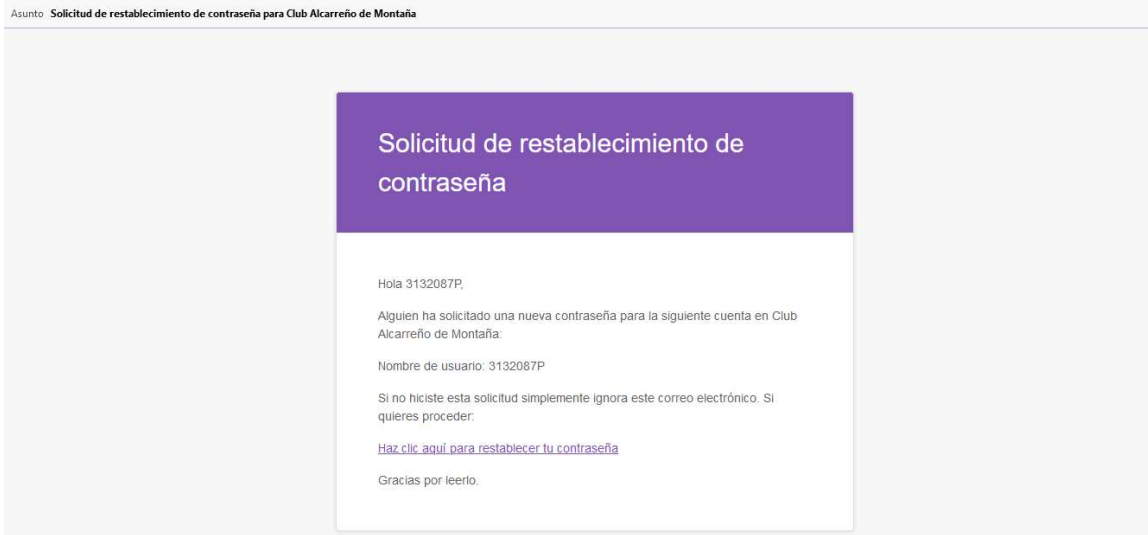 Asunto Solicitud de restablecimiento de contraseña para Club Alcarreño de Montaña
Solicitud de restablecimiento de
contraseña
Hola 3132087P,
Alguien ha solicitado una nueva contraseña para la siguiente cuenta en Club
Alcarreño de Montaña:
Nombre de usuario: 3132087P
Si no hiciste esta solicitud simplemente ignora este correo electrónico. Si
quieres proceder:
Haz clic aquí para restablecer tu contraseña
Gracias por leerlo.